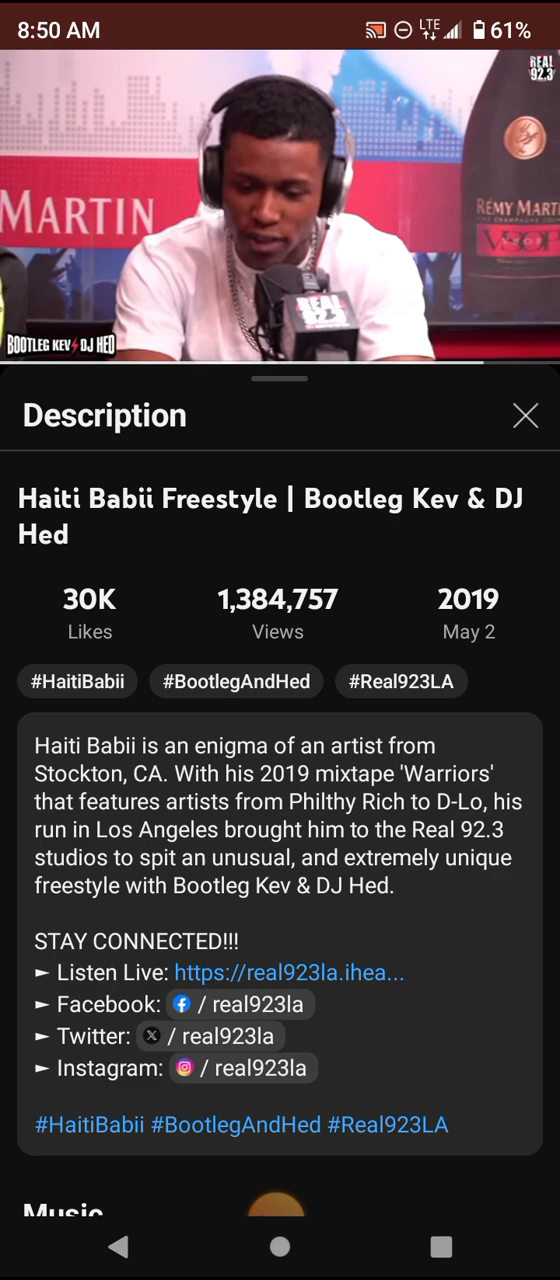 8:50 AM
LTE
61%
REAL
92.3
MARTIN
RÉMY MARTI
VSOP
REAL
92.3
BOOTLEG KEV DJ HED
Description
Haiti Babii Freestyle | Bootleg Kev & DJ
Hed
30K
1,384,757
2019
Likes
Views
May 2
#HaitiBabii
#BootlegAndHed
#Real923LA
Haiti Babii is an enigma of an artist from
Stockton, CA. With his 2019 mixtape 'Warriors'
that features artists from Philthy Rich to D-Lo, his
run in Los Angeles brought him to the Real 92.3
studios to spit an unusual, and extremely unique
freestyle with Bootleg Kev & DJ Hed.
STAY CONNECTED!!!
► Listen Live: https://real923la.ihea...
► Facebook: / real923la
► Twitter: / real923la
► Instagram: / real923la
#HaitiBabii #BootlegAndHed #Real923LA
Music